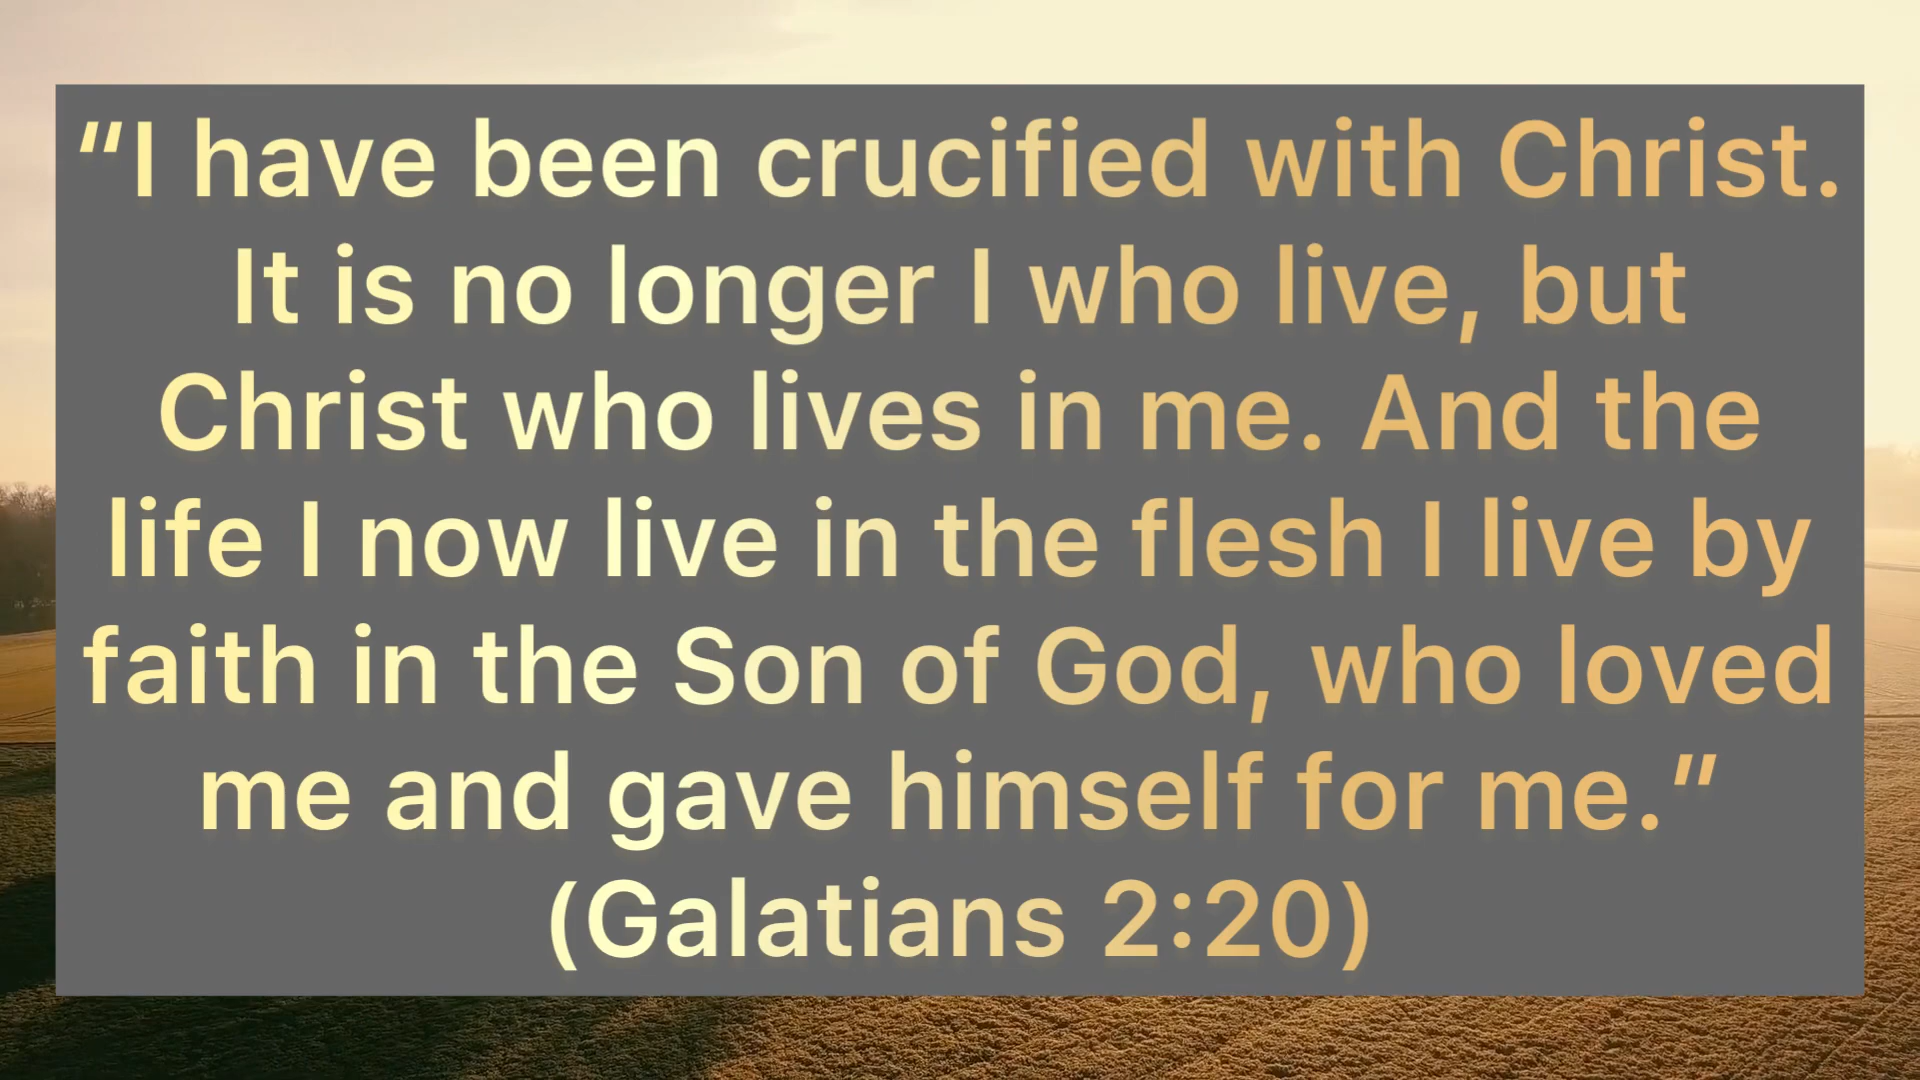 “I have been crucified with Christ.
It is no longer I who live, but
Christ who lives in me. And the
life I now live in the flesh I live by
faith in the Son of God, who loved
me and gave himself for me.”
(Galatians 2:20)